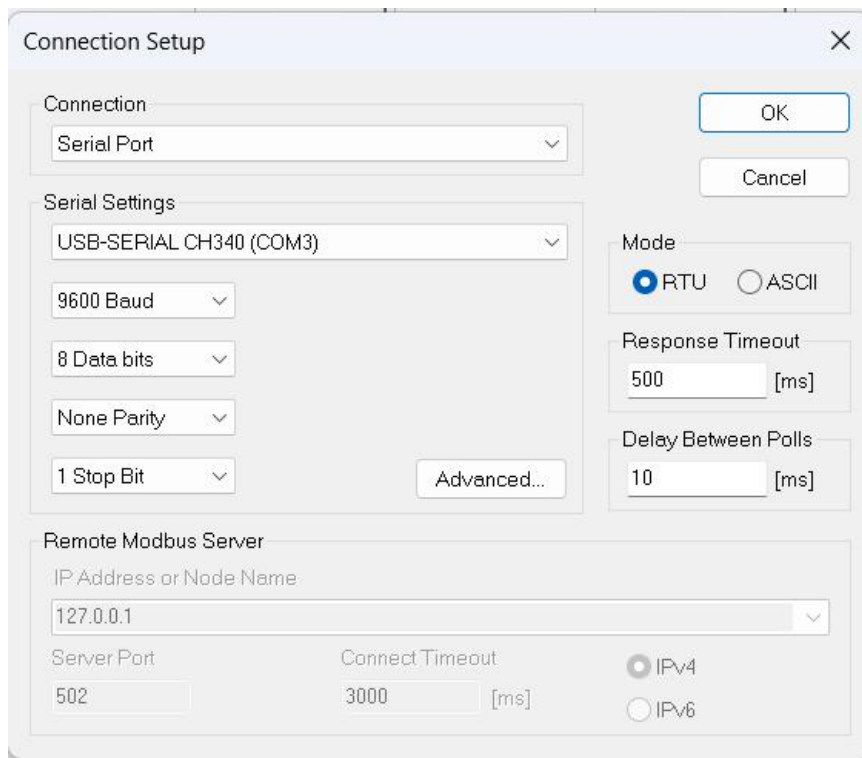 Connection Setup
Connection
Serial Port
OK
Cancel
Serial Settings
USB-SERIAL CH340 (COM3)
Mode
RTU
ASCII
9600 Baud
8 Data bits
Response Timeout
500 [ms]
None Parity
Delay Between Polls
1 Stop Bit
Advanced...
10 [ms]
Remote Modbus Server
IP Address or Node Name
127.0.0.1
Server Port
Connect Timeout
IPv4
502
3000 [ms]
IPv6